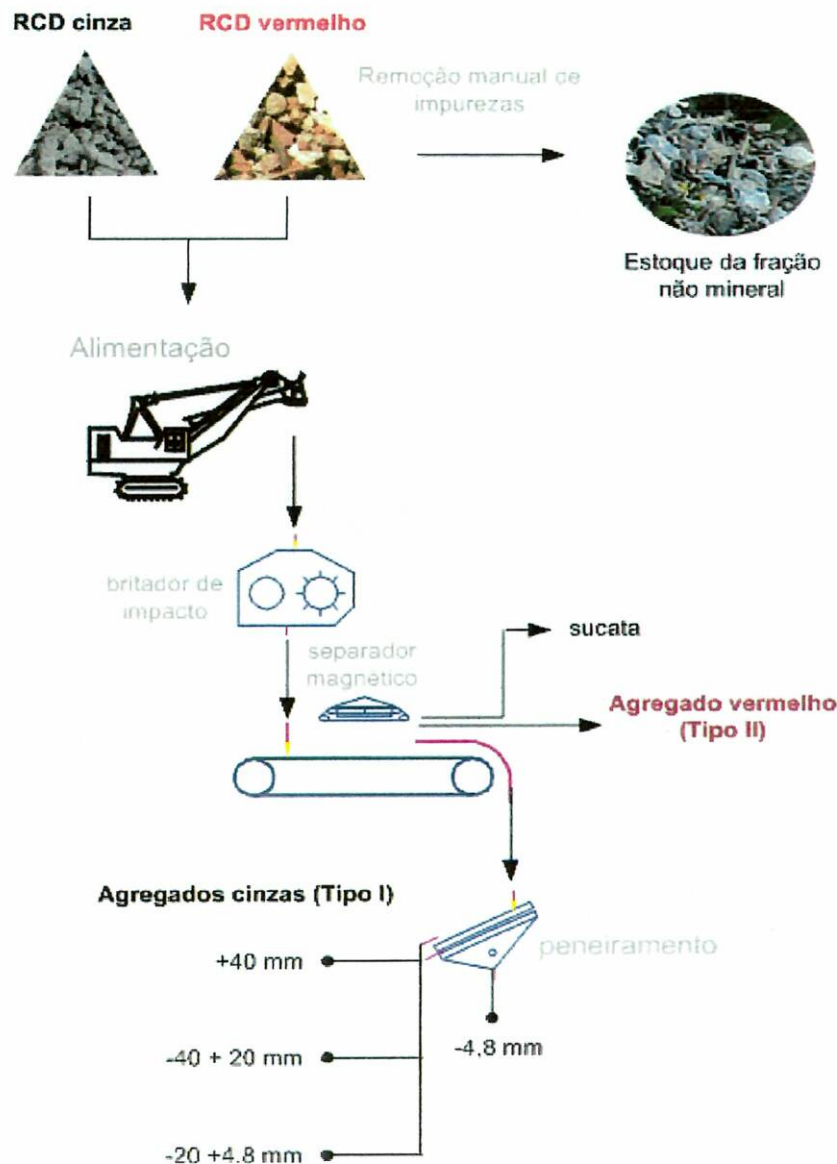 RCD cinza
RCD vermelho
Remoção manual de
impurezas
Estoque da fração
não mineral
Alimentação
britador de
impacto
separador
magnético
sucata
Agregado vermelho
(Tipo II)
Agregados cinzas (Tipo I)
peneiramento
+40 mm
-4,8 mm
-40 + 20 mm
-20 +4.8 mm